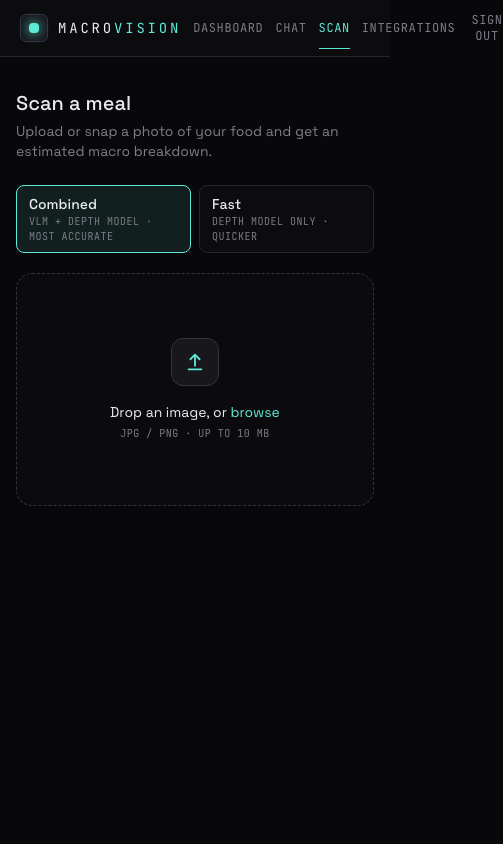 MACROVISION DASHBOARD CHAT SCAN INTEGRATIONS SIGN OUT
Scan a meal
Upload or snap a photo of your food and get an
estimated macro breakdown.
Combined
VLM + DEPTH MODEL ·
MOST ACCURATE
Fast
DEPTH MODEL ONLY ·
QUICKER
Drop an image, or browse
JPG / PNG · UP TO 10 MB